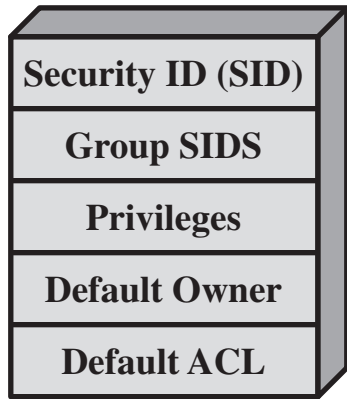 Security ID (SID)
Group SIDS
Privileges
Default Owner
Default ACL